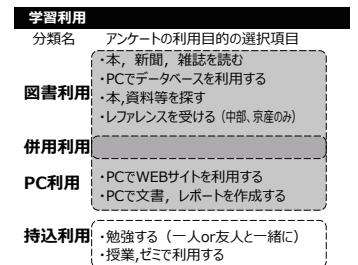 学習利用
分類名 アンケートの利用目的の選択項目
・本，新聞，雑誌を読む
・PCでデータベースを利用する
図書利用 ・本,資料等を探す
・レファレンスを受ける（中部、京産のみ）
併用利用
・PCでWEBサイトを利用する
PC利用 ・PCで文書，レポートを作成する
持込利用 ・勉強する（一人or友人と一緒に）
・授業,ゼミで利用する